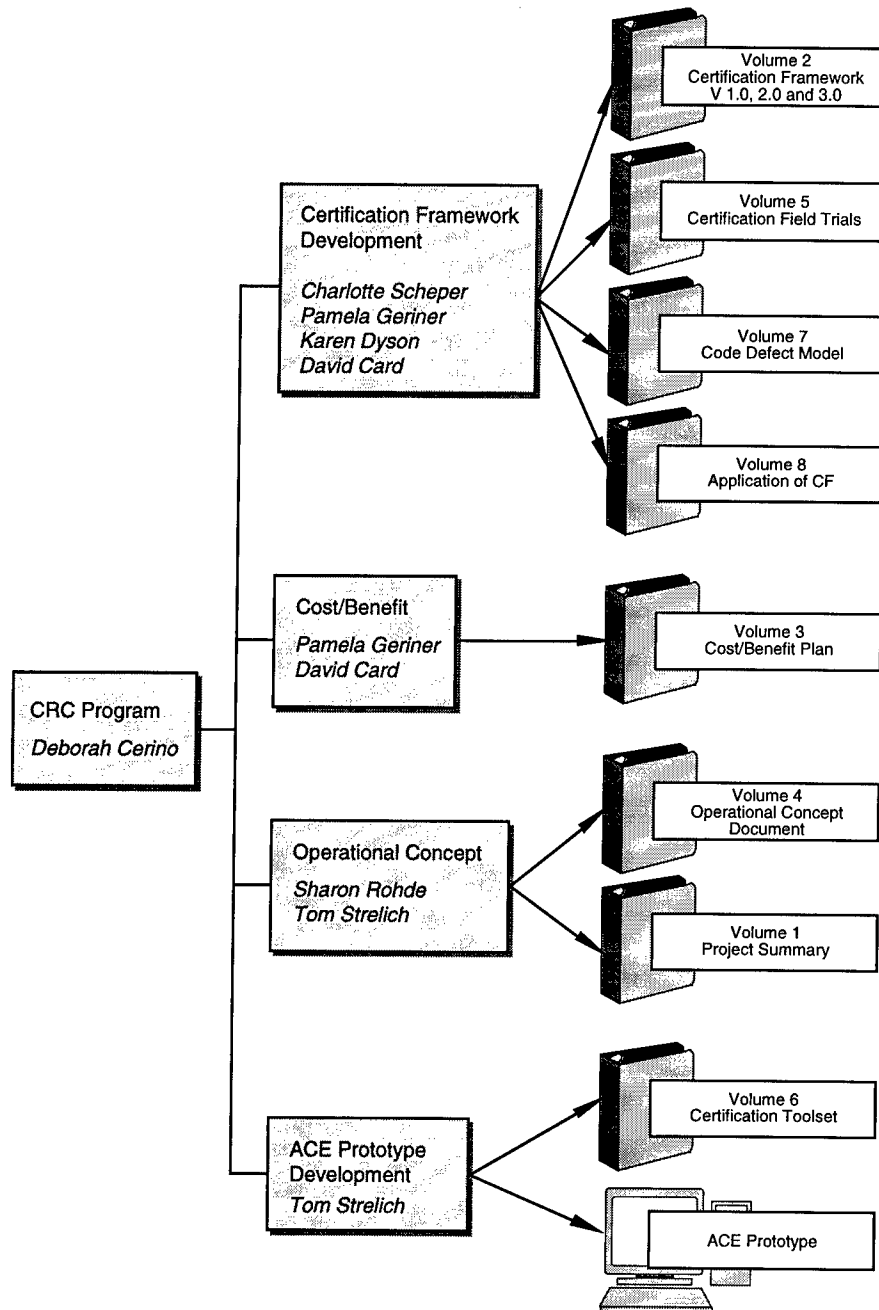 CRC Program
Deborah Cerino
Certification Framework
Development
Charlotte Scheper
Pamela Geriner
Karen Dyson
David Card
Volume 2
Certification Framework
V 1.0, 2.0 and 3.0
Volume 5
Certification Field Trials
Volume 7
Code Defect Model
Volume 8
Application of CF
Cost/Benefit
Pamela Geriner
David Card
Volume 3
Cost/Benefit Plan
Operational Concept
Sharon Rohde
Tom Strelich
Volume 4
Operational Concept
Document
Volume 1
Project Summary
ACE Prototype
Development
Tom Strelich
Volume 6
Certification Toolset
ACE Prototype